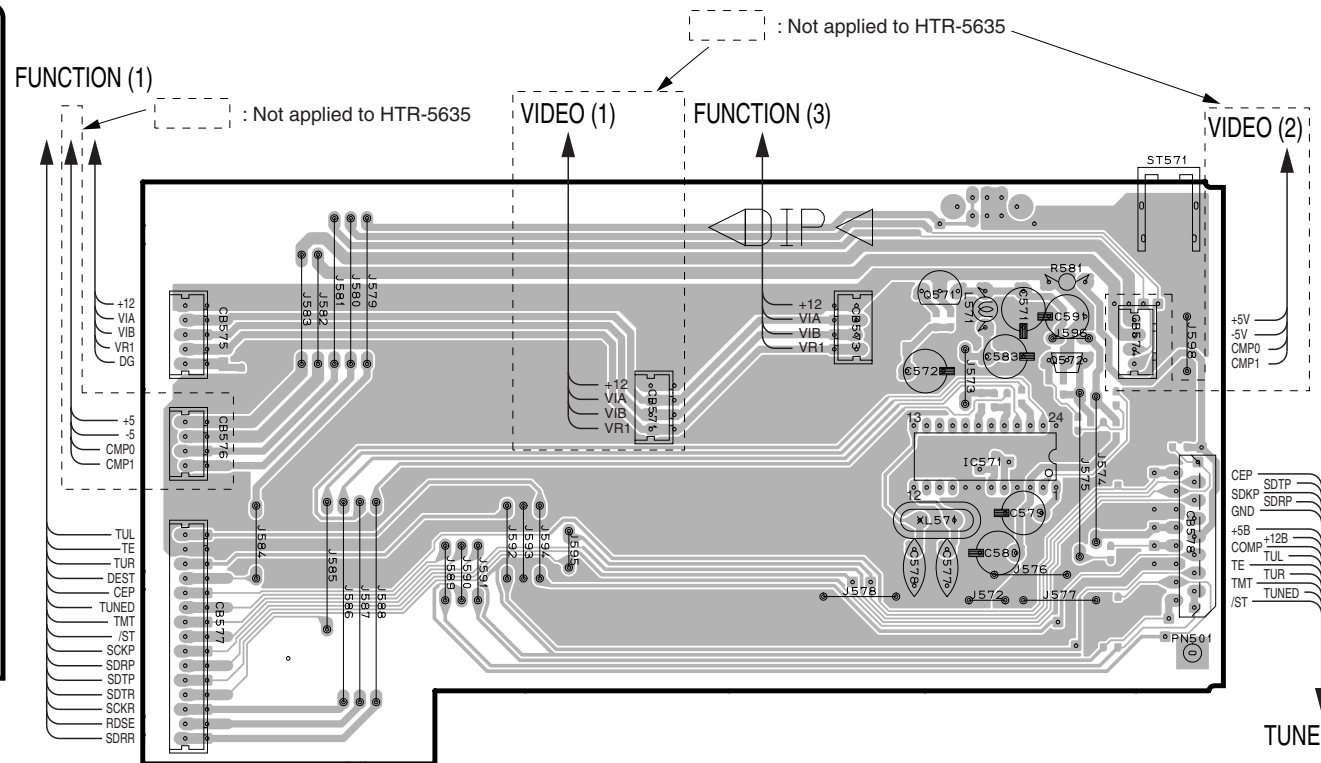 : Not applied to HTR-5635
FUNCTION (1)
: Not applied to HTR-5635
VIDEO (1)
FUNCTION (3)
VIDEO (2)
ST571
DIP
+12
VIA
VIB
VR1
DG
CB575
J583
J582
J581
J580
J579
+12
VIA
VIB
VR1
CB573
Q571
L571
C571
R581
C591
J596
C572
J573
C583
Q572
J598
+5V
-5V
CMP0
CMP1
+12
VIA
VIB
VR1
+5
-5
CMP0
CMP1
CB576
13
24
IC571
12
1
J575
J574
XL571
C579
C580
C578
C577
J576
J578
J572
J577
CB578
PN501
CEP
SDTP
SDKP
SDRP
GND
+5B
+12B
COMP
TUL
TE
TUR
TMT
TUNED
/ST
TUL
TE
TUR
DEST
CEP
TUNED
TMT
/ST
SCKP
SDRP
SDTP
SDTR
SCKR
RDSE
SDRR
CB577
J584
J585
J586
J587
J588
J589
J590
J591
J592
J593
J594
J595
TUNE